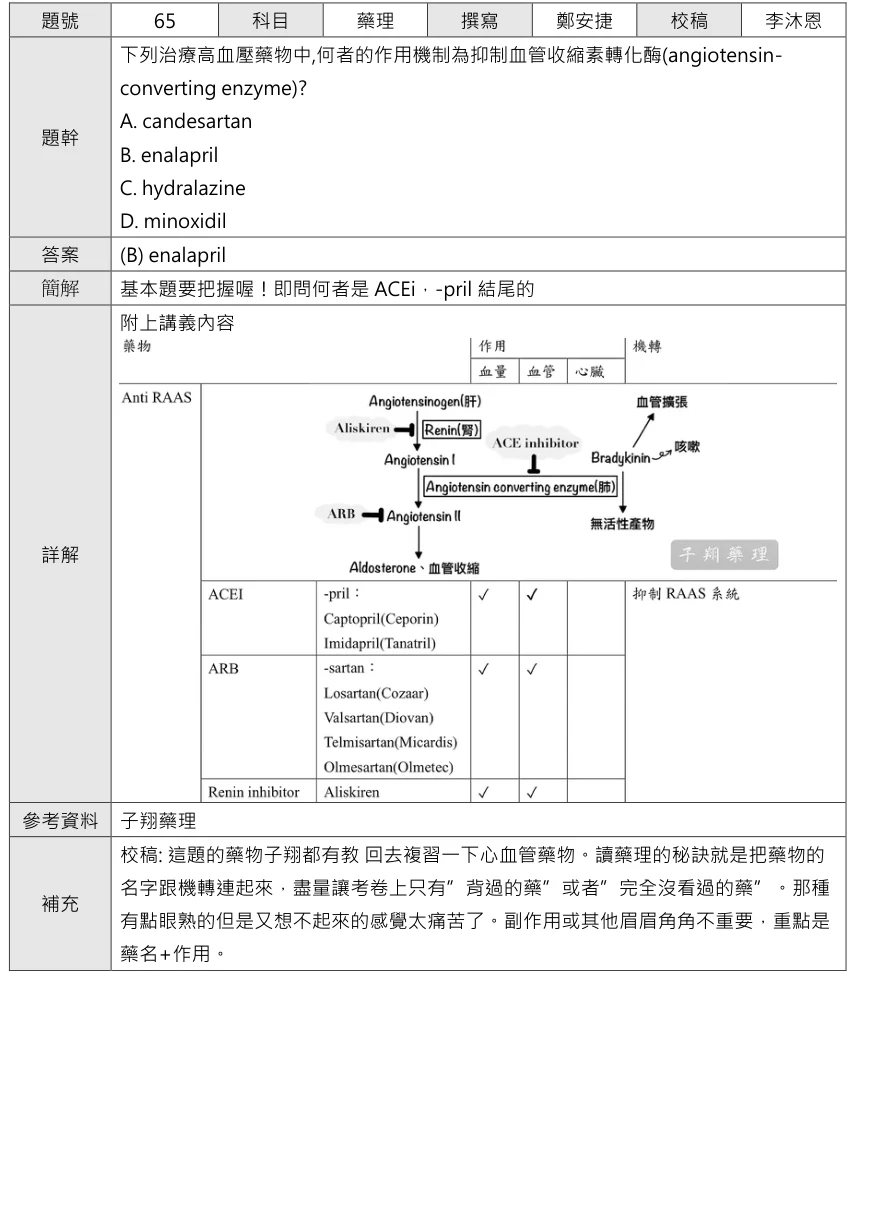 題號 65 科目 藥理 撰寫 鄭安捷 校稿 李沐恩
題幹
下列治療高血壓藥物中,何者的作用機制為抑制血管收縮素轉化酶(angiotensin-
converting enzyme)?
A. candesartan
B. enalapril
C. hydralazine
D. minoxidil
答案 (B) enalapril
簡解 基本題要把握喔！即問何者是 ACEi，-pril 結尾的
詳解
附上講義內容
藥物 作用 機轉
血量 血管 心臟
Anti RAAS
Angiotensinogen(肝) 血管擴張
Aliskiren Renin(腎)
ACE inhibitor 咳嗽
Angiotensin I Bradykinin
Angiotensin converting enzyme(肺)
ARB Angiotensin II
無活性產物
子翔藥理
Aldosterone、血管收縮
ACEI -pril： ✓ ✓ 抑制 RAAS 系統
Captopril(Ceporin)
Imidapril(Tanatril)
ARB -sartan： ✓ ✓
Losartan(Cozaar)
Valsartan(Diovan)
Telmisartan(Micardis)
Olmesartan(Olmetec)
Renin inhibitor Aliskiren ✓ ✓
參考資料 子翔藥理
補充
校稿: 這題的藥物子翔都有教 回去複習一下心血管藥物。讀藥理的秘訣就是把藥物的
名字跟機轉連起來，盡量讓考卷上只有”背過的藥”或者”完全沒看過的藥”。那種
有點眼熟的但是又想不起來的感覺太痛苦了。副作用或其他眉眉角角不重要，重點是
藥名+作用。